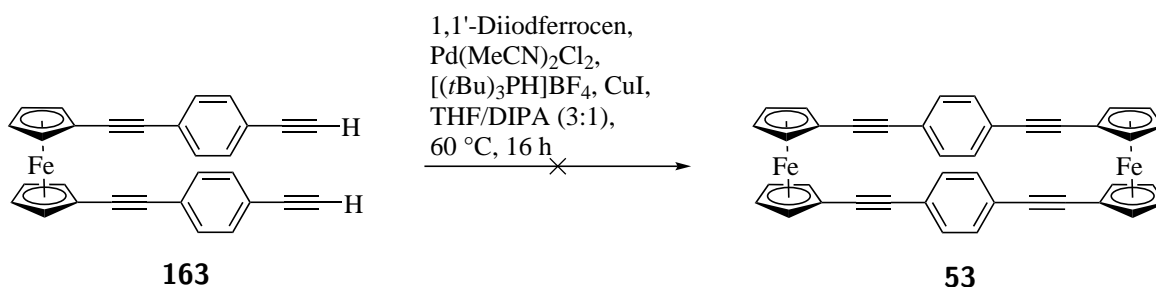 1,1'-Diiodferrocen,
Pd(MeCN)₂Cl₂,
[(tBu)₃PH]BF₄, CuI,
THF/DIPA (3:1),
60 °C, 16 h
Fe
H
H
163
Fe
Fe
53